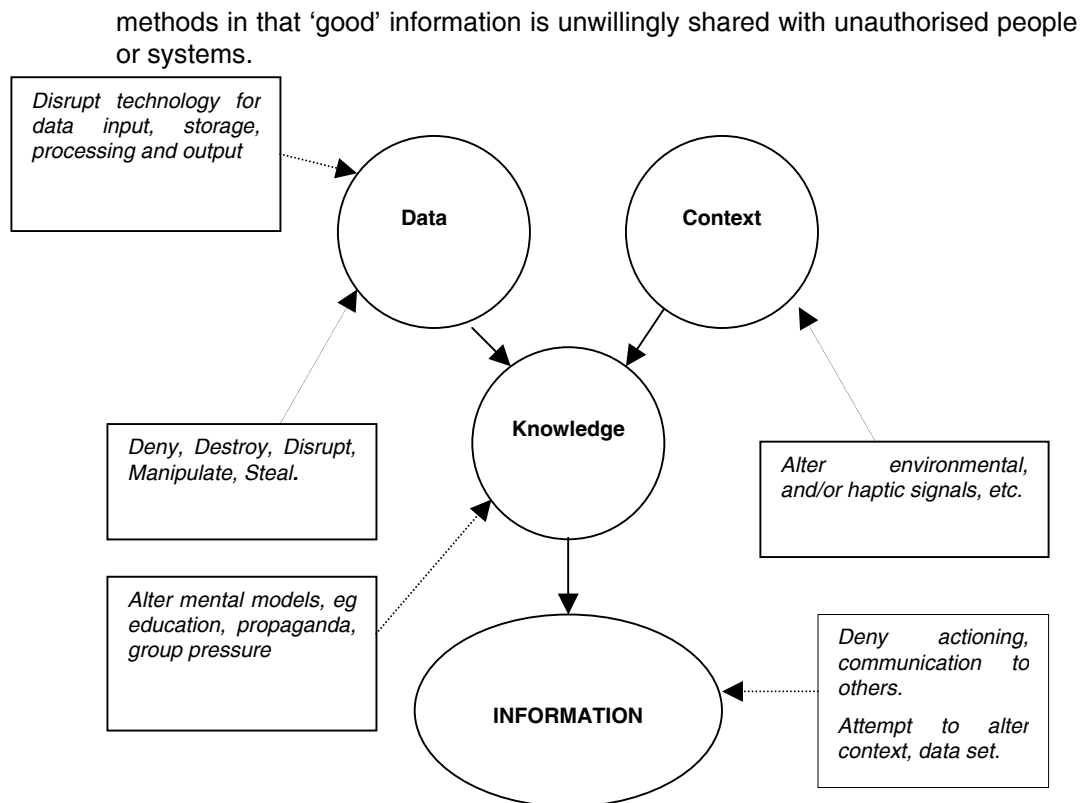 methods in that ‘good’ information is unwillingly shared with unauthorised people
or systems.
Disrupt technology for
data input, storage,
processing and output
Data
Context
Knowledge
Deny, Destroy, Disrupt,
Manipulate, Steal.
Alter environmental,
and/or haptic signals, etc.
Alter mental models, eg
education, propaganda,
group pressure
INFORMATION
Deny actioning,
communication to
others.
Attempt to alter
context, data set.